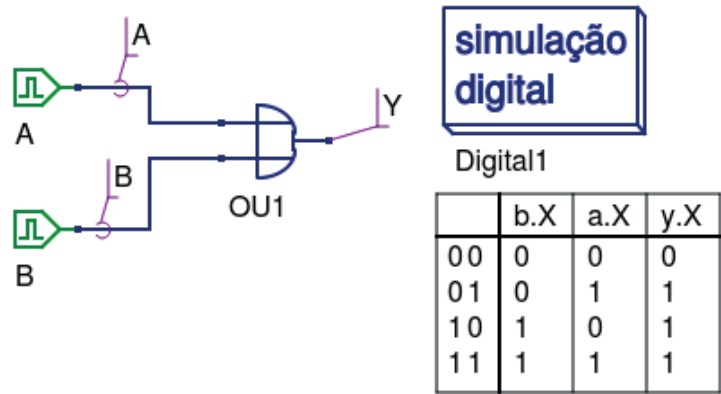 A
A
B
B
OU1
Y
simulação
digital
Digital1
b.X a.X y.X
00 0 0 0
01 0 1 1
10 1 0 1
11 1 1 1